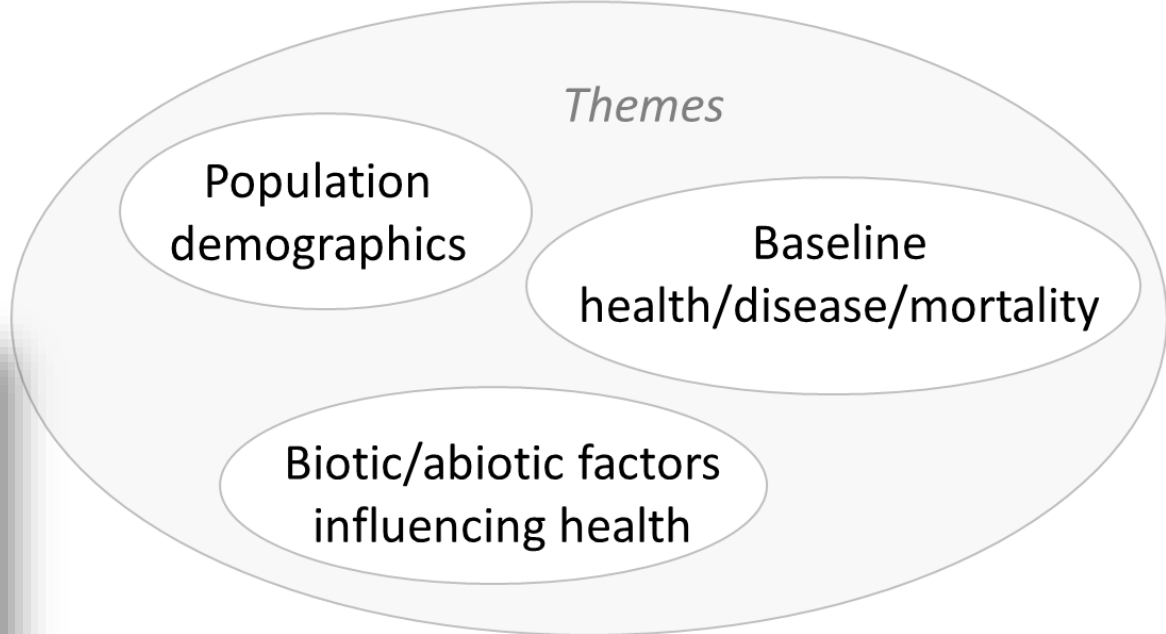 Themes
Population
demographics
Baseline
health/disease/mortality
Biotic/abiotic factors
influencing health